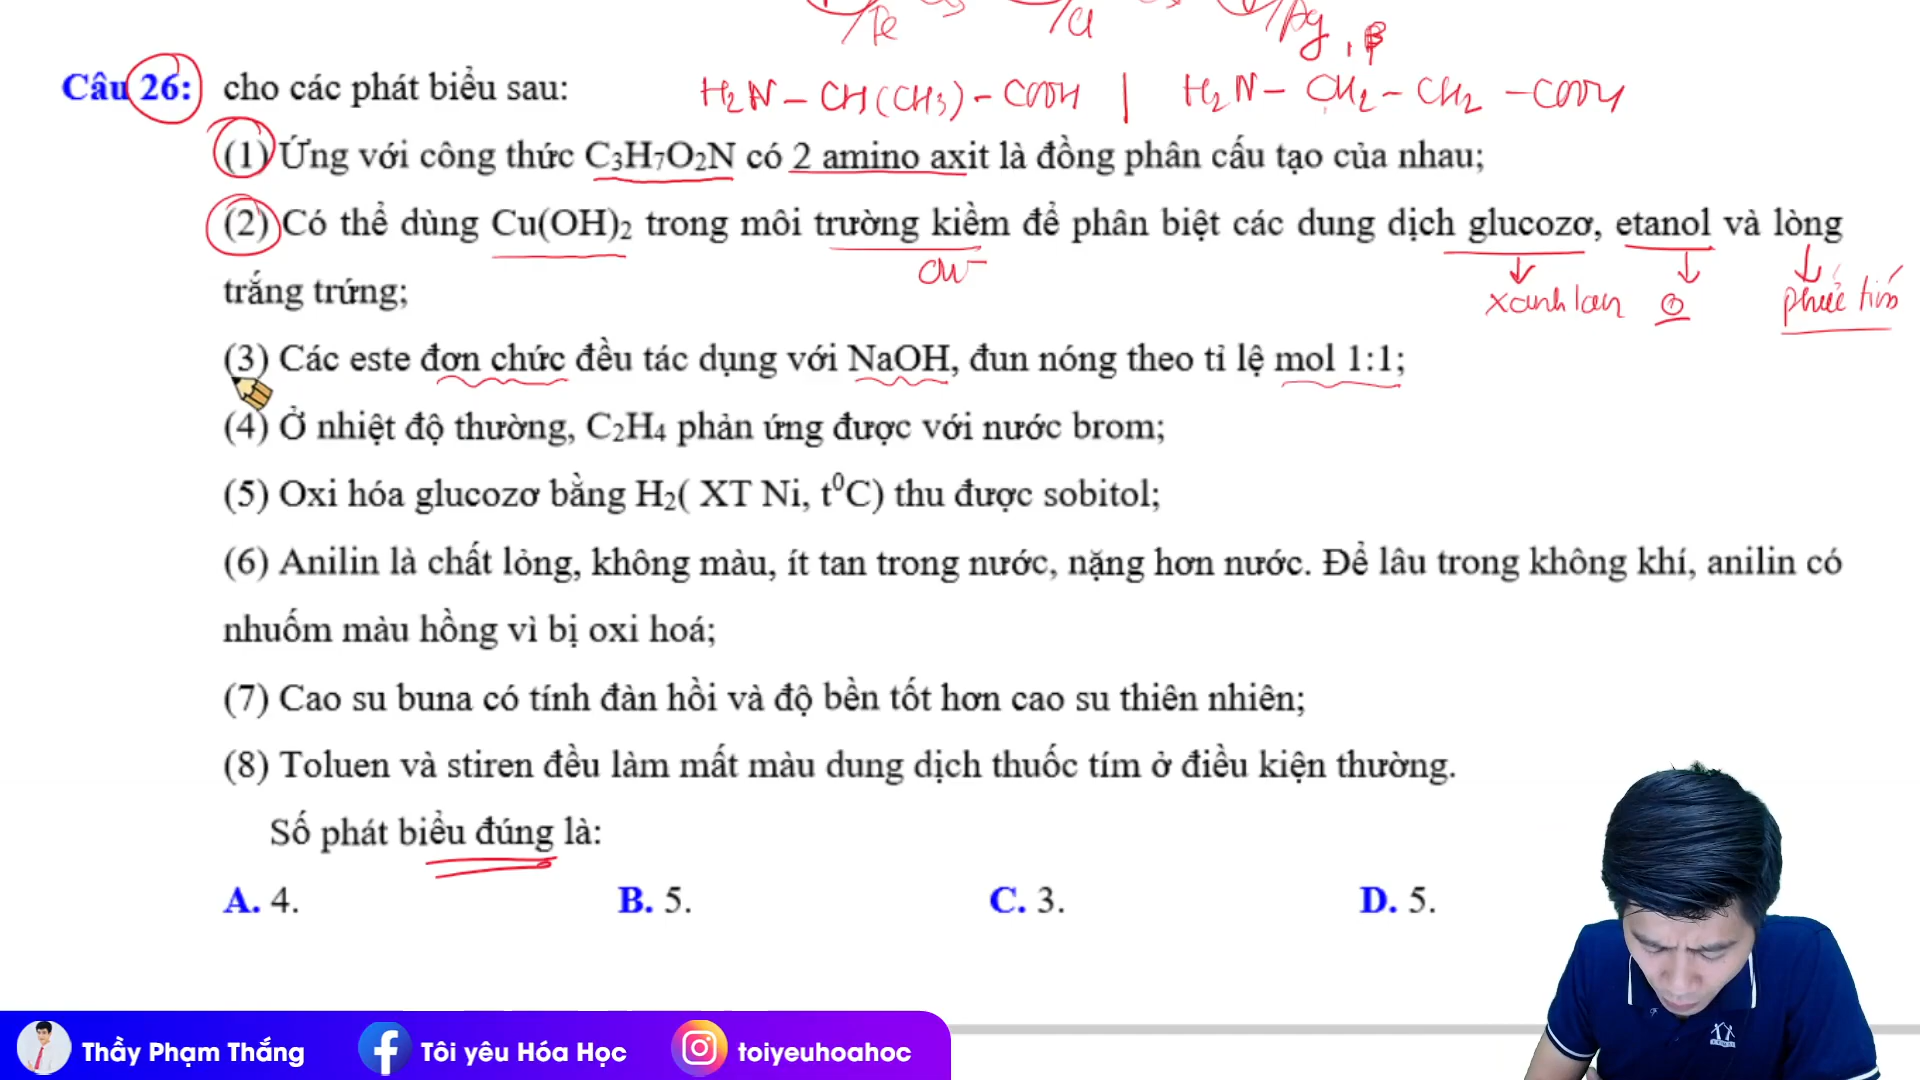 /Fe /Cl /Ag
Câu 26: cho các phát biểu sau: H₂N – CH(CH₃) – COOH | H₂N – CH₂ – CH₂ – COOH
(1) Ứng với công thức C₃H₇O₂N có 2 amino axit là đồng phân cấu tạo của nhau;
(2) Có thể dùng Cu(OH)₂ trong môi trường kiềm để phân biệt các dung dịch glucozơ, etanol và lòng
OH⁻
xanh lam phức tím
trắng trứng;
(3) Các este đơn chức đều tác dụng với NaOH, đun nóng theo tỉ lệ mol 1:1;
(4) Ở nhiệt độ thường, C₂H₄ phản ứng được với nước brom;
(5) Oxi hóa glucozơ bằng H₂( XT Ni, t⁰C) thu được sobitol;
(6) Anilin là chất lỏng, không màu, ít tan trong nước, nặng hơn nước. Để lâu trong không khí, anilin có
nhuốm màu hồng vì bị oxi hoá;
(7) Cao su buna có tính đàn hồi và độ bền tốt hơn cao su thiên nhiên;
(8) Toluen và stiren đều làm mất màu dung dịch thuốc tím ở điều kiện thường.
Số phát biểu đúng là:
A. 4. B. 5. C. 3. D. 5.
Thầy Phạm Thắng Tôi yêu Hóa Học toiyeuhoahoc